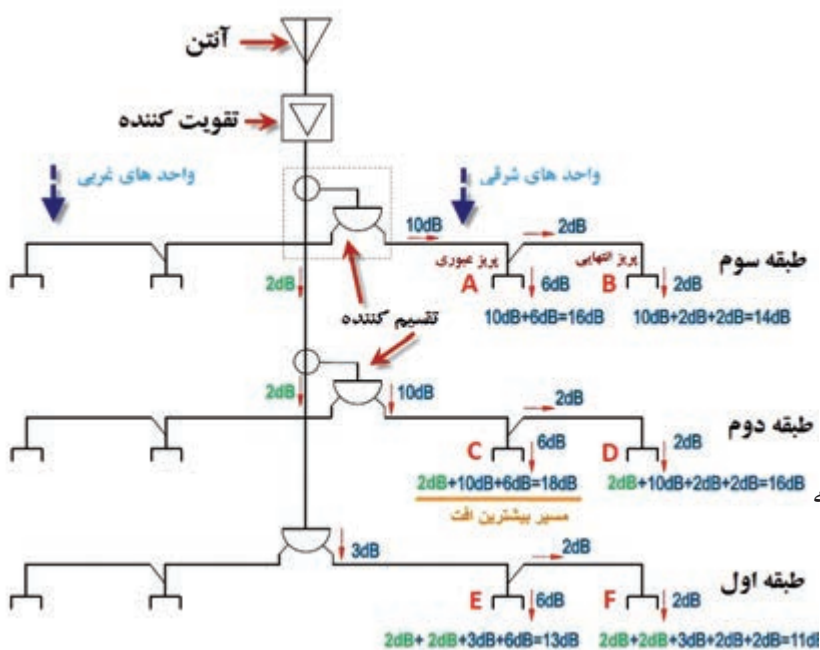 آنتن
تقویت کننده
واحد های غربی
واحد های شرقی
10dB
2dB
طبقه سوم
پریز عبوری
پریز انتهایی
A
6dB
B
2dB
2dB
10dB+6dB=16dB
10dB+2dB+2dB=14dB
تقسیم کننده
2dB
10dB
2dB
طبقه دوم
C
6dB
D
2dB
2dB+10dB+6dB=18dB
2dB+10dB+2dB+2dB=16dB
مسیر بیشترین افت
3dB
2dB
طبقه اول
E
6dB
F
2dB
2dB+ 2dB+3dB+6dB=13dB
2dB+2dB+3dB+2dB+2dB=11dB